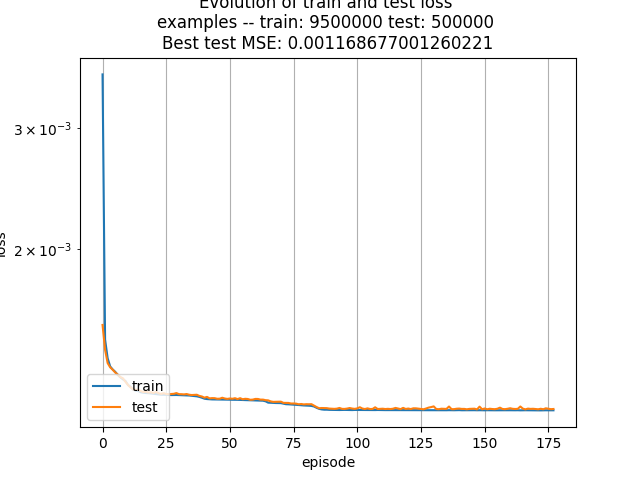 Evolution of train and test loss
examples -- train: 9500000 test: 500000
Best test MSE: 0.001168677001260221
3 × 10⁻³
2 × 10⁻³
loss
train
test
0 25 50 75 100 125 150 175
episode